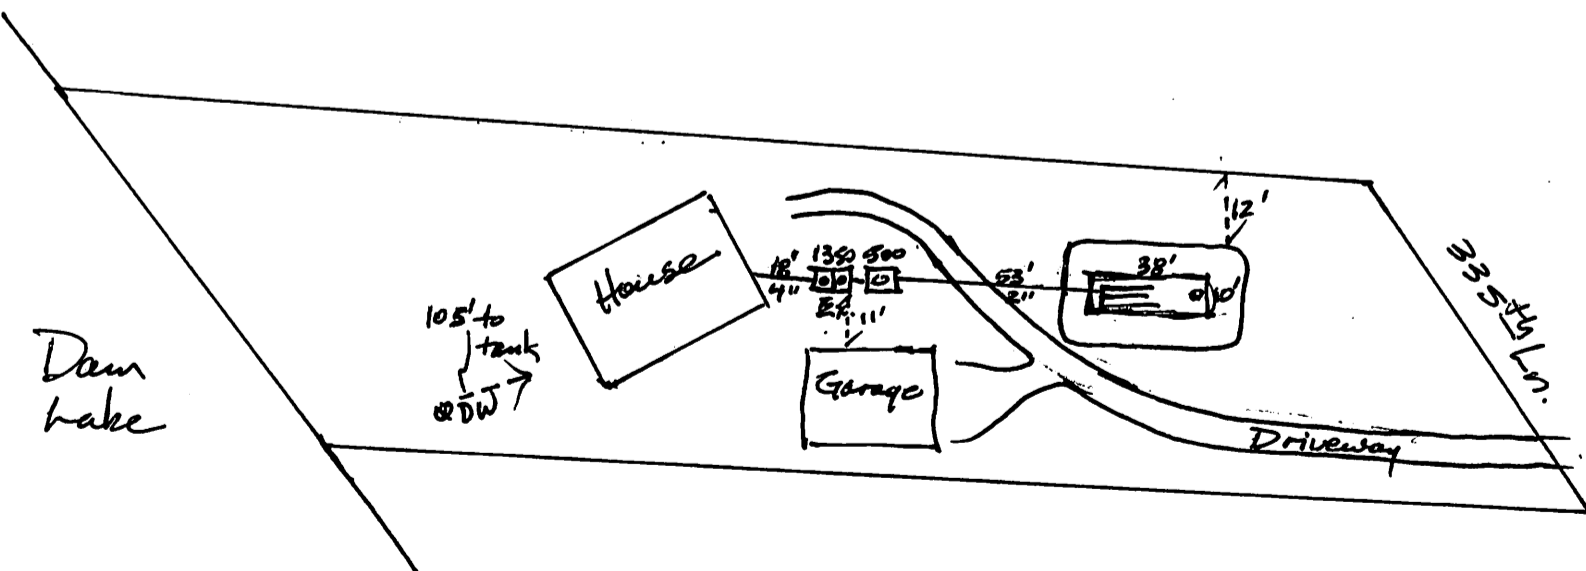 12'
335th Ln.
18'
4"
1350
500
53'
2"
38'
10'
House
11'
105' to
tank
DW
Garage
Dam
Lake
Driveway